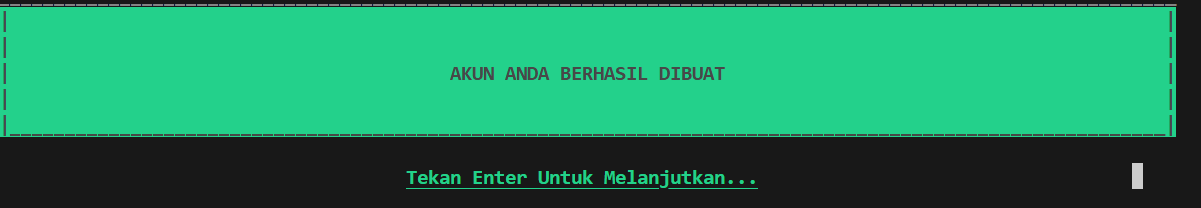 AKUN ANDA BERHASIL DIBUAT
Tekan Enter Untuk Melanjutkan...